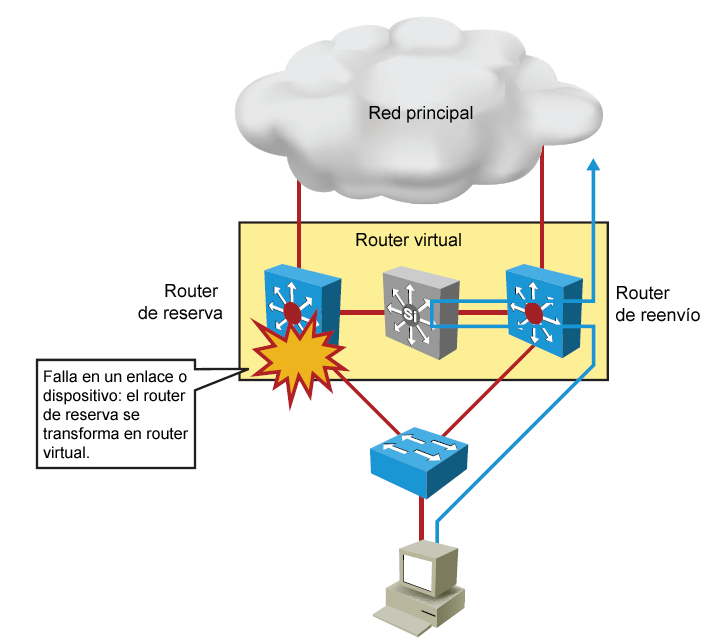 Red principal
Router virtual
Router
de reserva
Si
Router
de reenvío
Falla en un enlace o
dispositivo: el router
de reserva se
transforma en router
virtual.